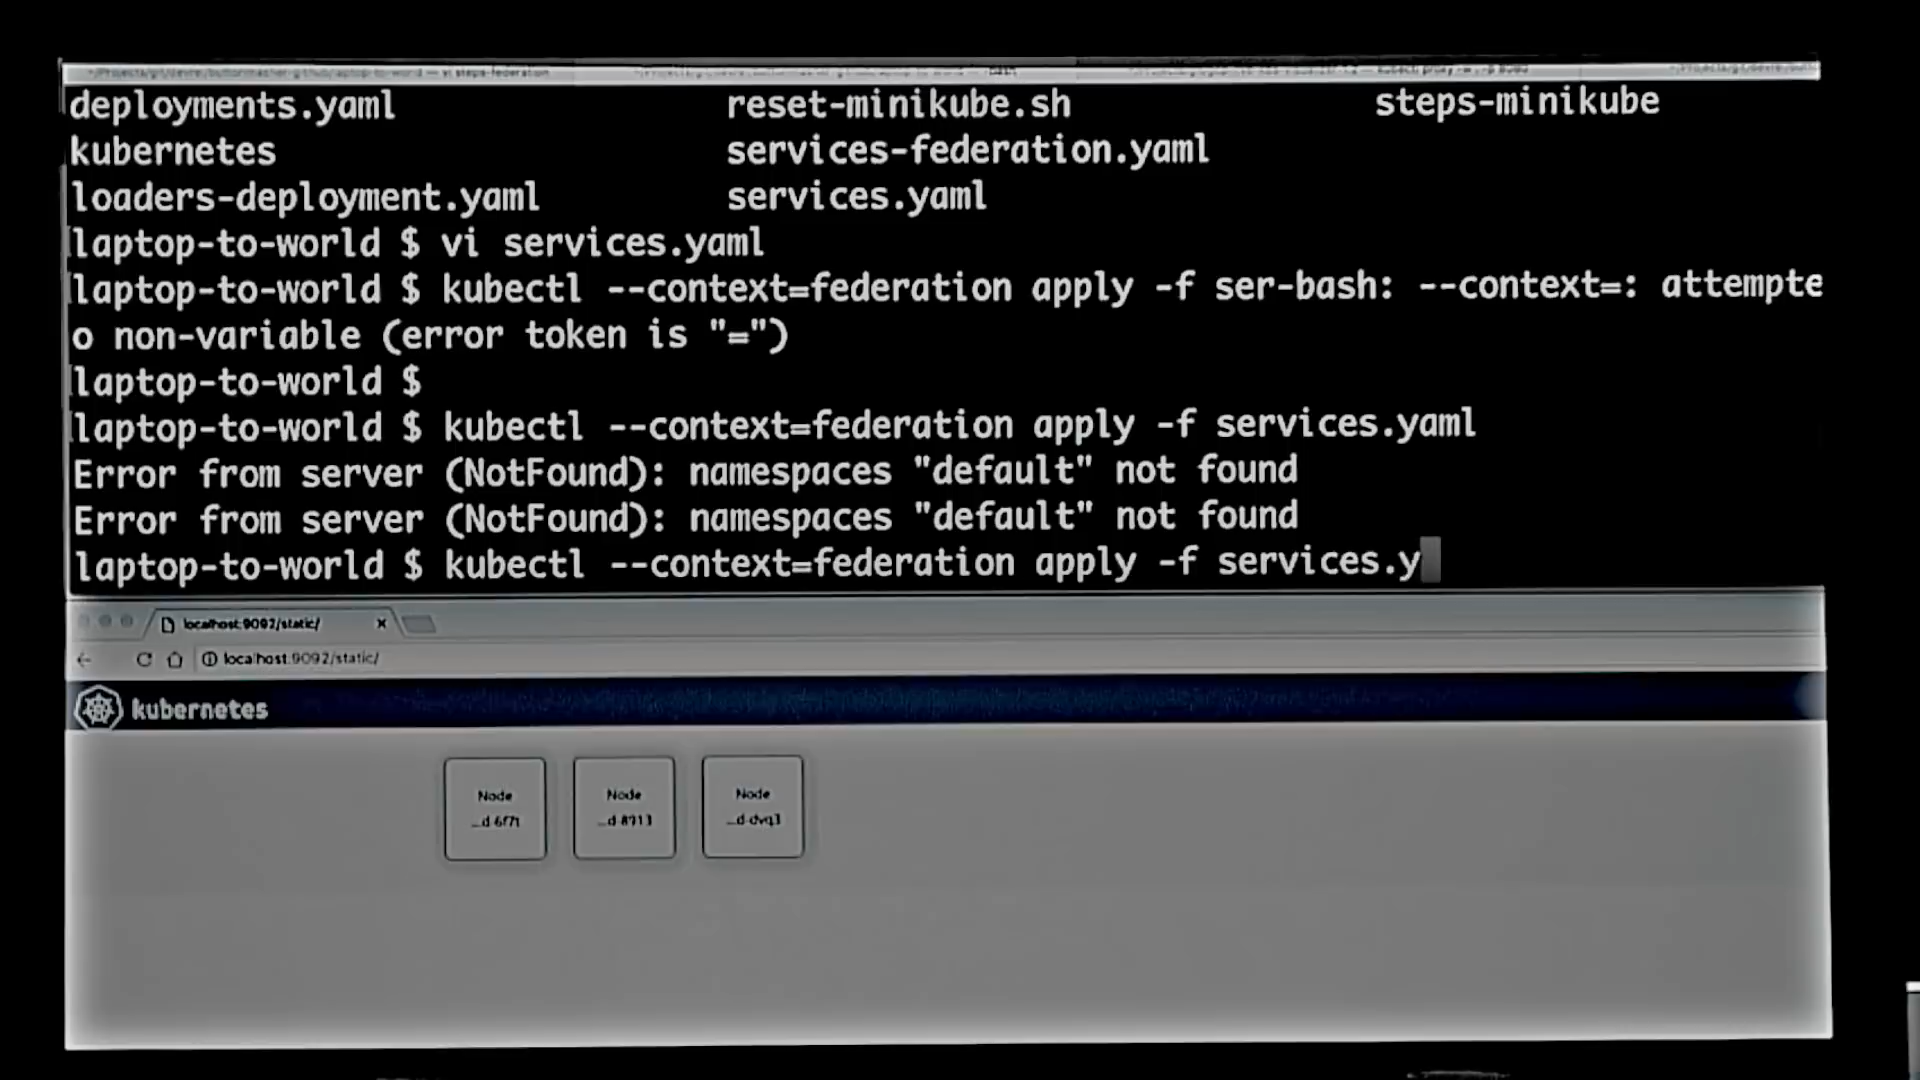 deployments.yaml reset-minikube.sh steps-minikube
kubernetes services-federation.yaml
loaders-deployment.yaml services.yaml
laptop-to-world $ vi services.yaml
laptop-to-world $ kubectl --context=federation apply -f ser-bash: --context=: attempte
o non-variable (error token is "=")
laptop-to-world $
laptop-to-world $ kubectl --context=federation apply -f services.yaml
Error from server (NotFound): namespaces "default" not found
Error from server (NotFound): namespaces "default" not found
laptop-to-world $ kubectl --context=federation apply -f services.y
localhost:9092/static/
localhost:9092/static/
kubernetes
Node Node Node